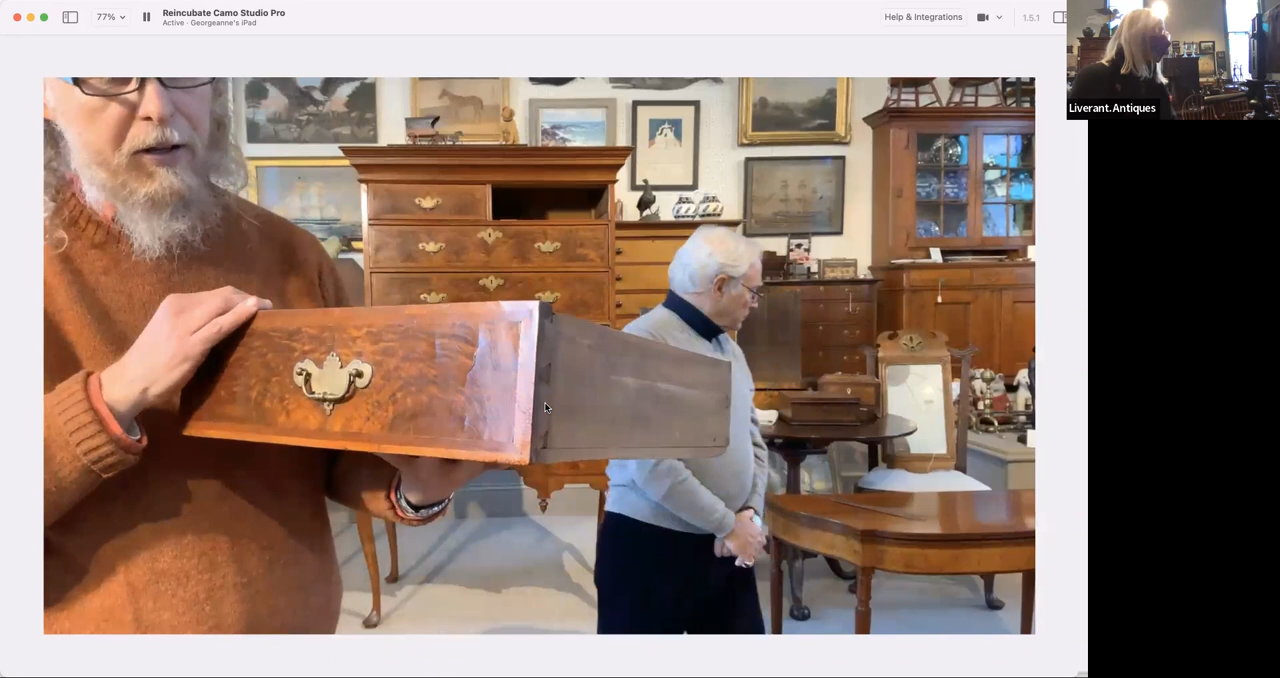 77%
Reincubate Camo Studio Pro
Active · Georgeanne's iPad
Help & Integrations
1.5.1
Liverant.Antiques